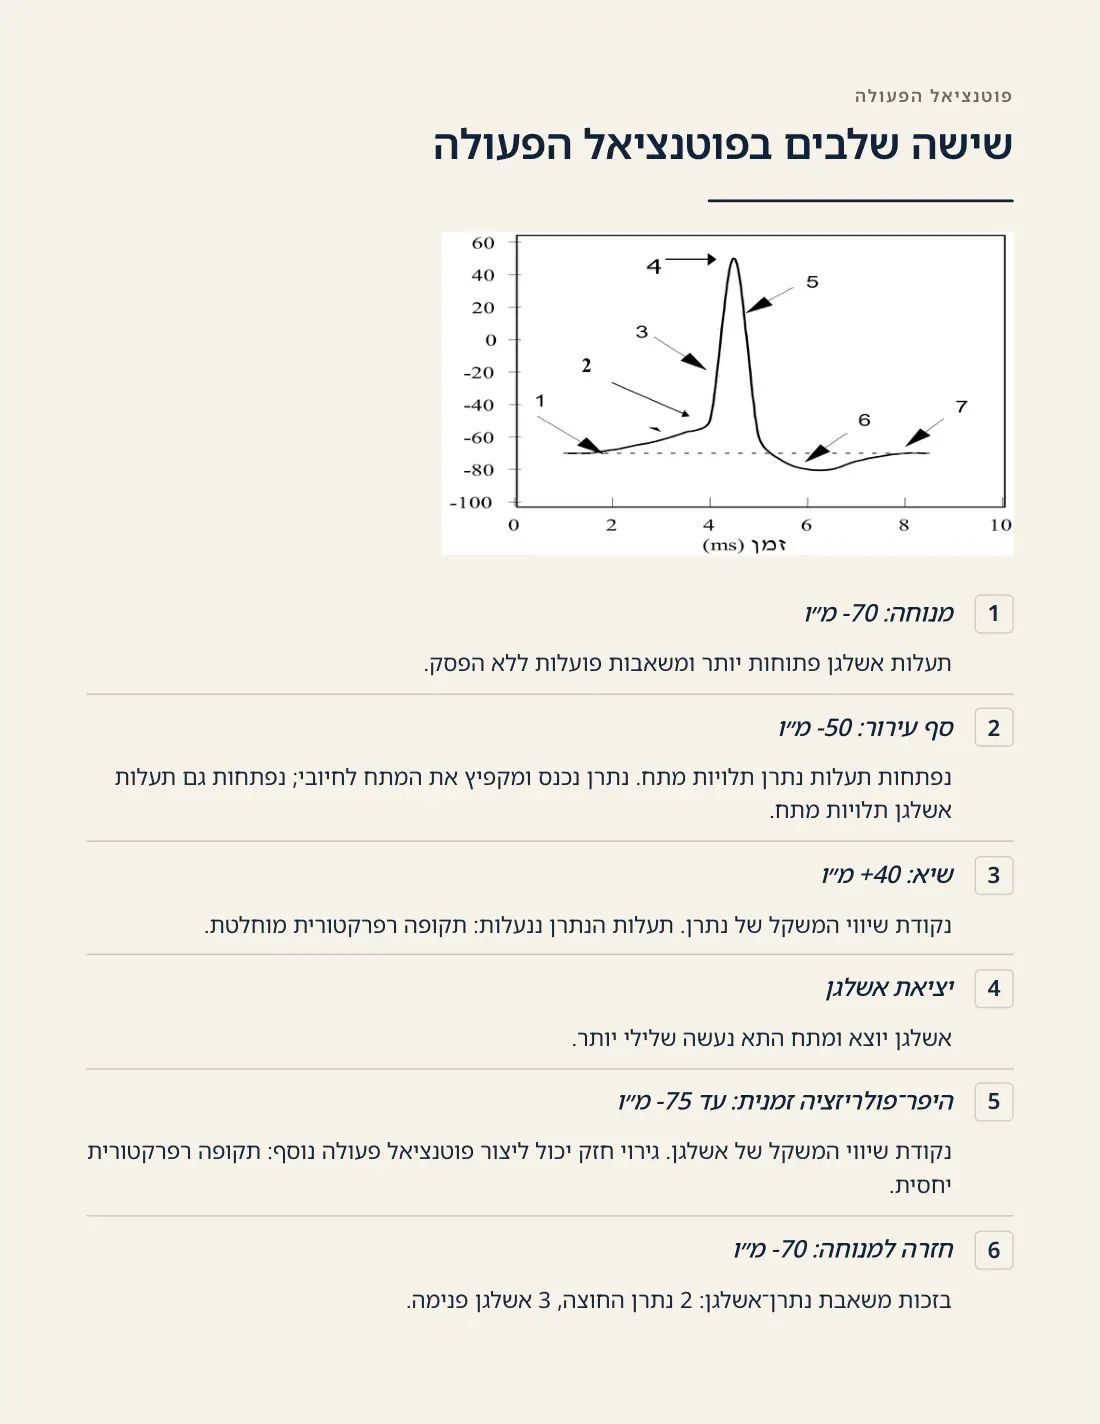 פוטנציאל הפעולה
שישה שלבים בפוטנציאל הפעולה
60
40
20
0
-20
-40
-60
-80
-100
1
2
3
4
5
6
7
0 2 4 6 8 10
זמן (ms)
1 מנוחה: 70- מ״ו
תעלות אשלגן פתוחות יותר ומשאבות פועלות ללא הפסק.
2 סף עירור: 50- מ״ו
נפתחות תעלות נתרן תלויות מתח. נתרן נכנס ומקפיץ את המתח לחיובי; נפתחות גם תעלות
אשלגן תלויות מתח.
3 שיא: 40+ מ״ו
נקודת שיווי המשקל של נתרן. תעלות הנתרן ננעלות: תקופה רפרקטורית מוחלטת.
4 יציאת אשלגן
אשלגן יוצא ומתח התא נעשה שלילי יותר.
5 היפר־פולריזציה זמנית: עד 75- מ״ו
נקודת שיווי המשקל של אשלגן. גירוי חזק יכול ליצור פוטנציאל פעולה נוסף: תקופה רפרקטורית
יחסית.
6 חזרה למנוחה: 70- מ״ו
בזכות משאבת נתרן־אשלגן: 2 נתרן החוצה, 3 אשלגן פנימה.